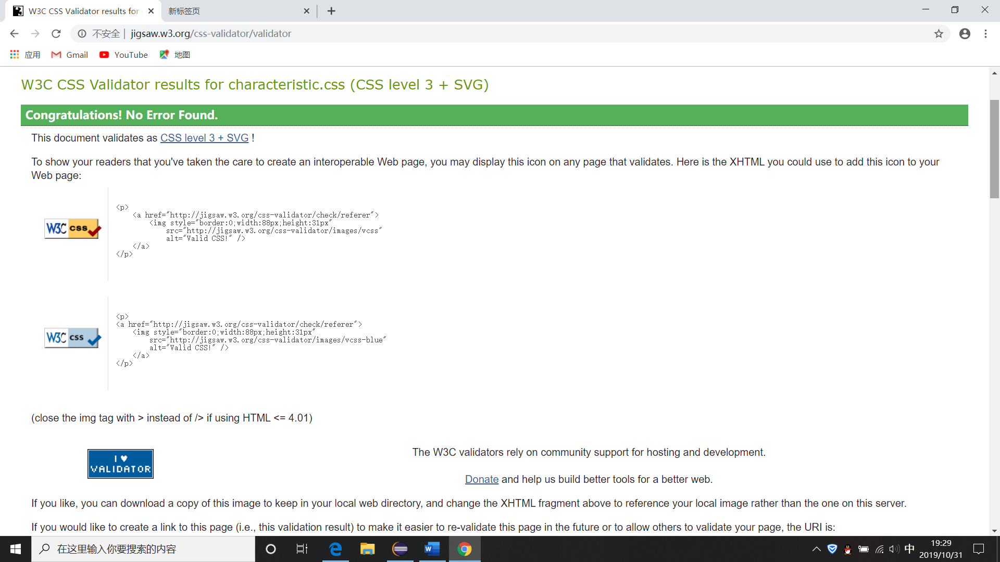 W3C CSS Validator results for
新标签页
不安全 | jigsaw.w3.org/css-validator/validator
应用 Gmail YouTube 地图
W3C CSS Validator results for characteristic.css (CSS level 3 + SVG)
Congratulations! No Error Found.
This document validates as CSS level 3 + SVG !
To show your readers that you've taken the care to create an interoperable Web page, you may display this icon on any page that validates. Here is the XHTML you could use to add this icon to your
Web page:
W3C css
<p>
<a href="http://jigsaw.w3.org/css-validator/check/referer">
<img style="border:0;width:88px;height:31px"
src="http://jigsaw.w3.org/css-validator/images/vcss"
alt="Valid CSS!" />
</a>
</p>
W3C css
<p>
<a href="http://jigsaw.w3.org/css-validator/check/referer">
<img style="border:0;width:88px;height:31px"
src="http://jigsaw.w3.org/css-validator/images/vcss-blue"
alt="Valid CSS!" />
</a>
</p>
(close the img tag with > instead of /> if using HTML <= 4.01)
I ♥
VALIDATOR
The W3C validators rely on community support for hosting and development.
Donate and help us build better tools for a better web.
If you like, you can download a copy of this image to keep in your local web directory, and change the XHTML fragment above to reference your local image rather than the one on this server.
If you would like to create a link to this page (i.e., this validation result) to make it easier to re-validate this page in the future or to allow others to validate your page, the URI is:
在这里输入你要搜索的内容
中
19:29
2019/10/31